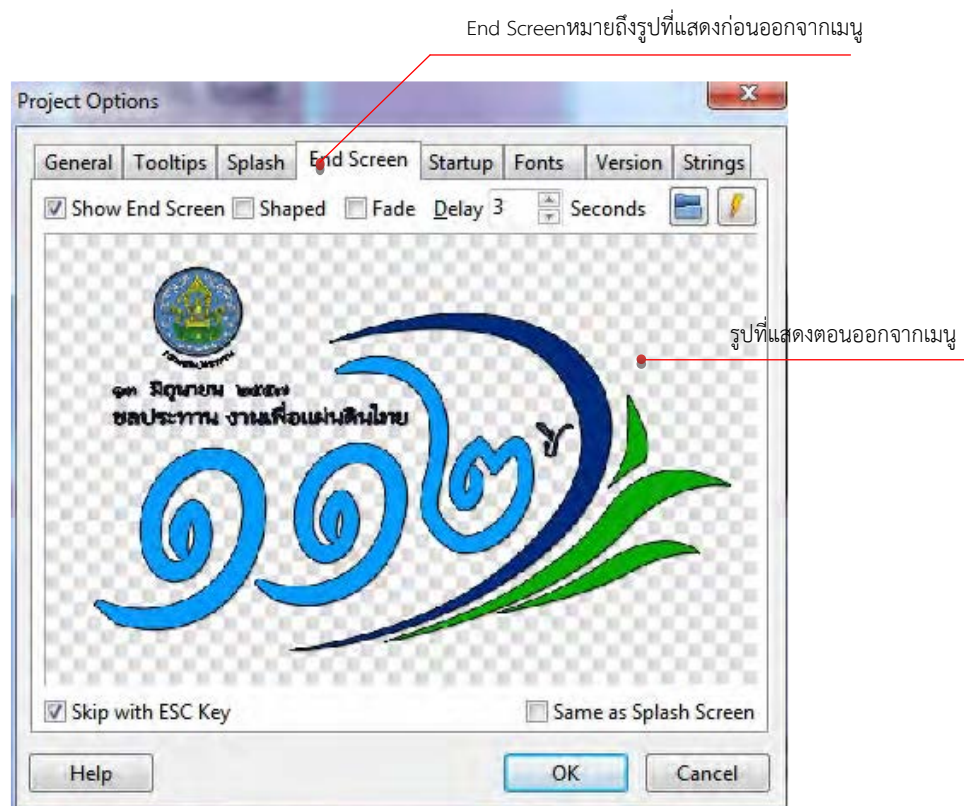 End Screenหมายถึงรูปที่แสดงก่อนออกจากเมนู
Project Options
General Tooltips Splash End Screen Startup Fonts Version Strings
Show End Screen Shaped Fade Delay 3 Seconds
รูปที่แสดงตอนออกจากเมนู
๑๓ มิถุนายน ๒๕๕๗
ชลประทาน งานเพื่อแผ่นดินไทย
๑๑๒ ปี
Skip with ESC Key Same as Splash Screen
Help OK Cancel